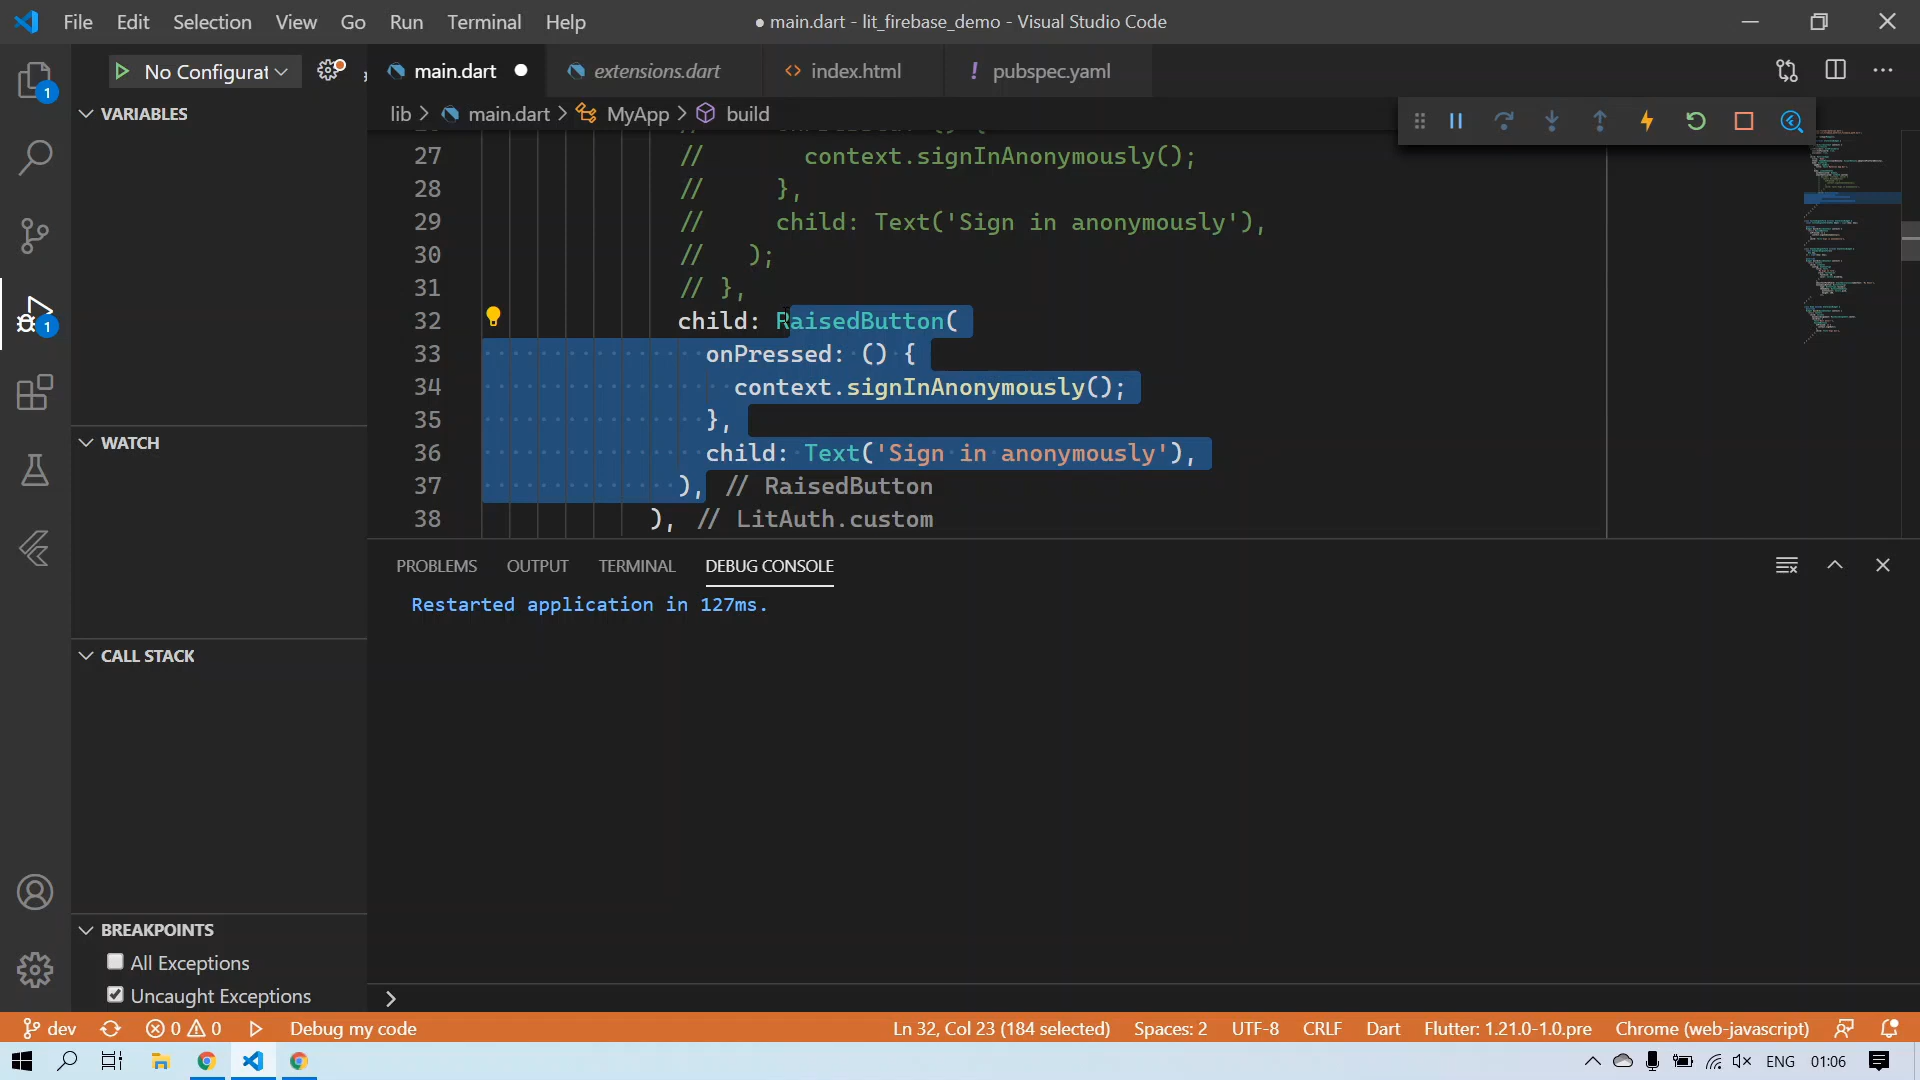 File Edit Selection View Go Run Terminal Help
● main.dart - lit_firebase_demo - Visual Studio Code
No Configurat
main.dart
extensions.dart
index.html
pubspec.yaml
lib > main.dart > MyApp > build
VARIABLES
WATCH
CALL STACK
BREAKPOINTS
All Exceptions
Uncaught Exceptions
1
1
27 // context.signInAnonymously();
28 // },
29 // child: Text('Sign in anonymously'),
30 // );
31 // },
32 child: RaisedButton(
33 onPressed: () {
34 context.signInAnonymously();
35 },
36 child: Text('Sign in anonymously'),
37 ), // RaisedButton
38 ), // LitAuth.custom
PROBLEMS OUTPUT TERMINAL DEBUG CONSOLE
Restarted application in 127ms.
dev 0 0 Debug my code Ln 32, Col 23 (184 selected) Spaces: 2 UTF-8 CRLF Dart Flutter: 1.21.0-1.0.pre Chrome (web-javascript)
ENG 01:06